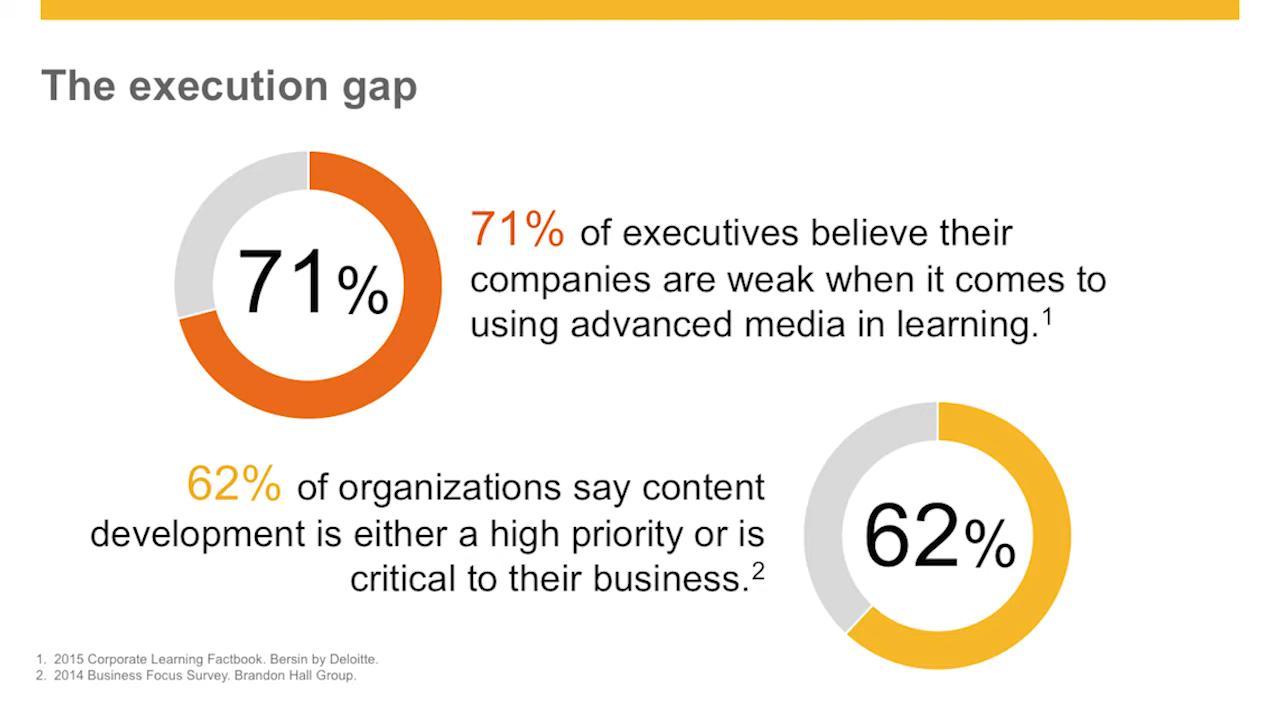 The execution gap
71%
71% of executives believe their
companies are weak when it comes to
using advanced media in learning.1
62% of organizations say content
development is either a high priority or is
critical to their business.2
62%
1. 2015 Corporate Learning Factbook. Bersin by Deloitte.
2. 2014 Business Focus Survey. Brandon Hall Group.